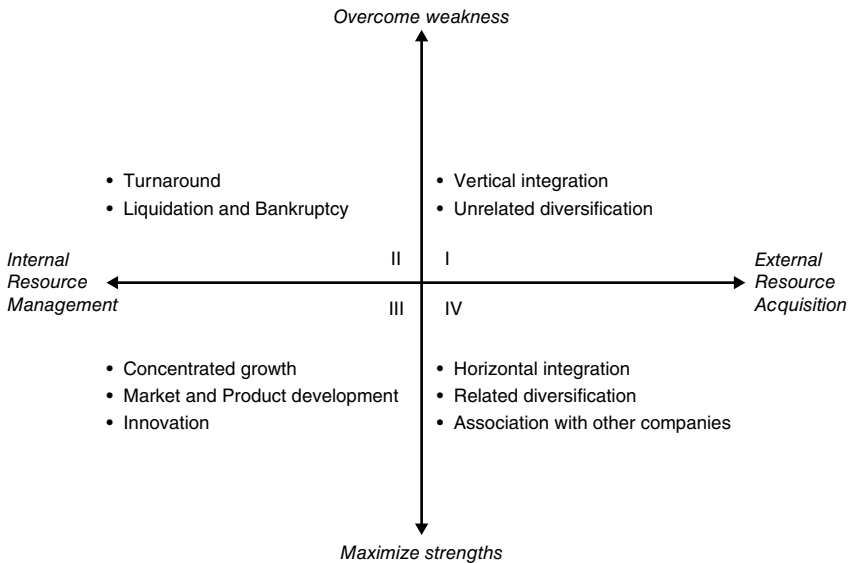 Overcome weakness
• Turnaround
• Liquidation and Bankruptcy
• Vertical integration
• Unrelated diversification
Internal
Resource
Management
II
I
External
Resource
Acquisition
III
IV
• Concentrated growth
• Market and Product development
• Innovation
• Horizontal integration
• Related diversification
• Association with other companies
Maximize strengths